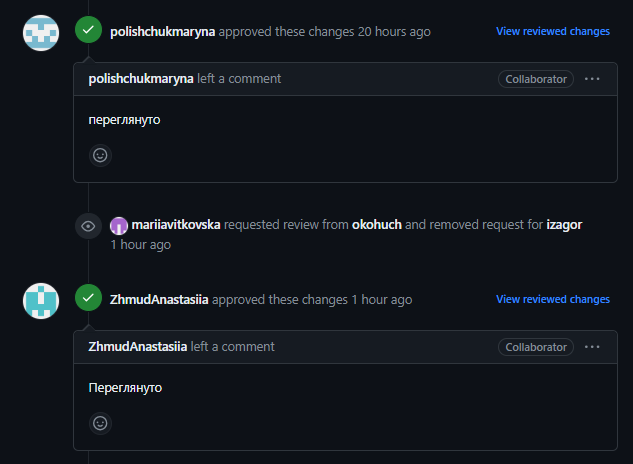 polishchukmaryna approved these changes 20 hours ago View reviewed changes
polishchukmaryna left a comment Collaborator ...
переглянуто
mariiavitkovska requested review from okohuch and removed request for izagor
1 hour ago
ZhmudAnastasiia approved these changes 1 hour ago View reviewed changes
ZhmudAnastasiia left a comment Collaborator ...
Переглянуто